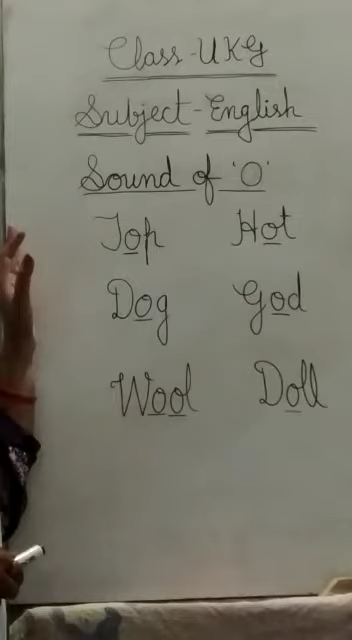 Class-UKG
Subject-English
Sound of 'O'
Top Hot
Dog God
Wool Doll